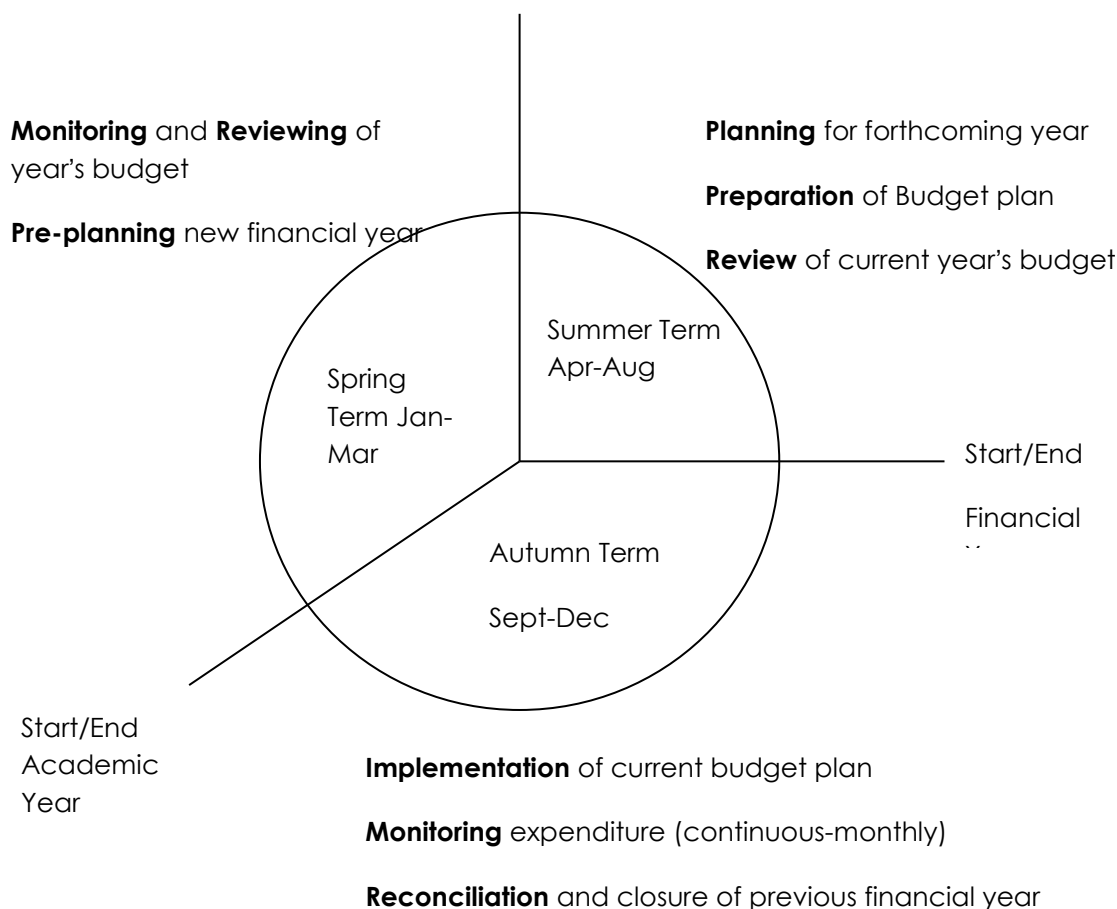 Monitoring and Reviewing of
year's budget
Pre-planning new financial year
Planning for forthcoming year
Preparation of Budget plan
Review of current year's budget
Summer Term
Apr-Aug
Spring
Term Jan-
Mar
Start/End
Financial
Autumn Term
Sept-Dec
Start/End
Academic
Year
Implementation of current budget plan
Monitoring expenditure (continuous-monthly)
Reconciliation and closure of previous financial year